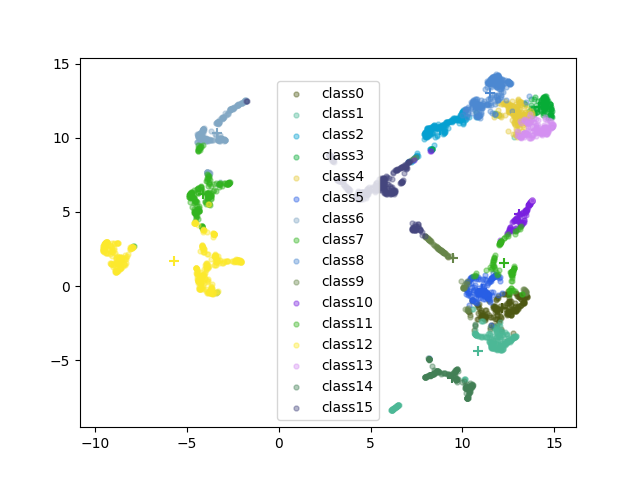 15
10
5
0
−5
−10
−5
0
5
10
15
class0
class1
class2
class3
class4
class5
class6
class7
class8
class9
class10
class11
class12
class13
class14
class15